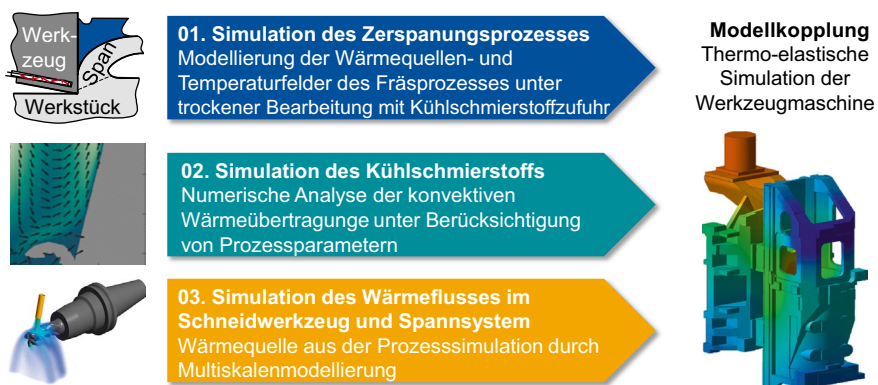 Werk-
zeug
Span
Werkstück
01. Simulation des Zerspanungsprozesses
Modellierung der Wärmequellen- und
Temperaturfelder des Fräsprozesses unter
trockener Bearbeitung mit Kühlschmierstoffzufuhr
02. Simulation des Kühlschmierstoffs
Numerische Analyse der konvektiven
Wärmeübertragunge unter Berücksichtigung
von Prozessparametern
03. Simulation des Wärmeflusses im
Schneidwerkzeug und Spannsystem
Wärmequelle aus der Prozesssimulation durch
Multiskalenmodellierung
Modellkopplung
Thermo-elastische
Simulation der
Werkzeugmaschine